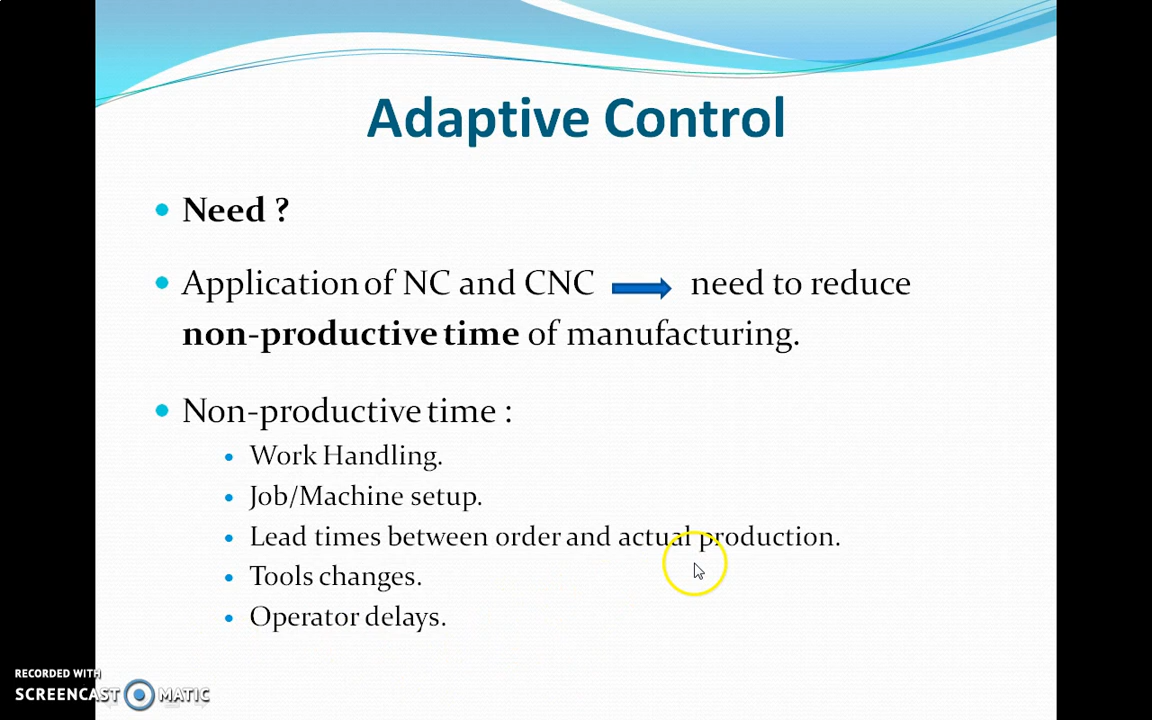 Adaptive Control
Need ?
Application of NC and CNC need to reduce
non-productive time of manufacturing.
Non-productive time :
Work Handling.
Job/Machine setup.
Lead times between order and actual production.
Tools changes.
Operator delays.
RECORDED WITH
SCREENCAST MATIC